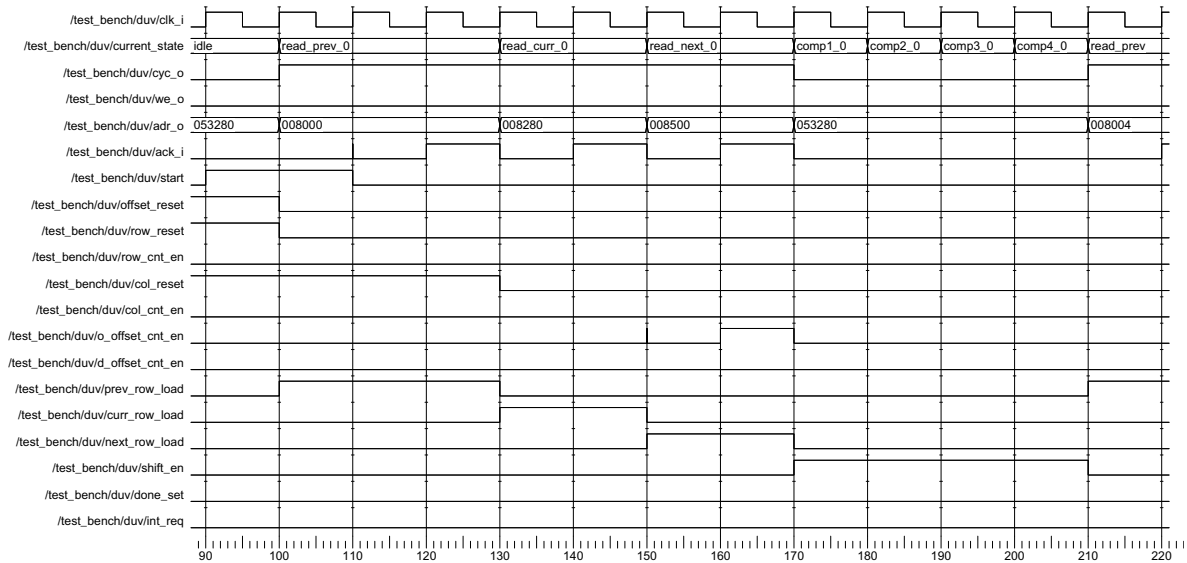 /test_bench/duv/clk_i
/test_bench/duv/current_state idle read_prev_0 read_curr_0 read_next_0 comp1_0 comp2_0 comp3_0 comp4_0 read_prev
/test_bench/duv/cyc_o
/test_bench/duv/we_o
/test_bench/duv/adr_o 053280 008000 008280 008500 053280 008004
/test_bench/duv/ack_i
/test_bench/duv/start
/test_bench/duv/offset_reset
/test_bench/duv/row_reset
/test_bench/duv/row_cnt_en
/test_bench/duv/col_reset
/test_bench/duv/col_cnt_en
/test_bench/duv/o_offset_cnt_en
/test_bench/duv/d_offset_cnt_en
/test_bench/duv/prev_row_load
/test_bench/duv/curr_row_load
/test_bench/duv/next_row_load
/test_bench/duv/shift_en
/test_bench/duv/done_set
/test_bench/duv/int_req
90 100 110 120 130 140 150 160 170 180 190 200 210 220